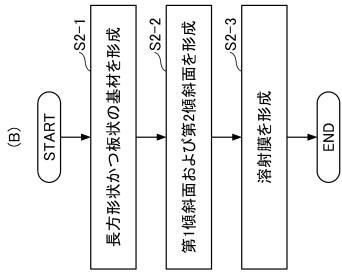 (B)
START
S2-1
長方形状かつ板状の基材を形成
S2-2
第1傾斜面および第2傾斜面を形成
S2-3
溶射膜を形成
END